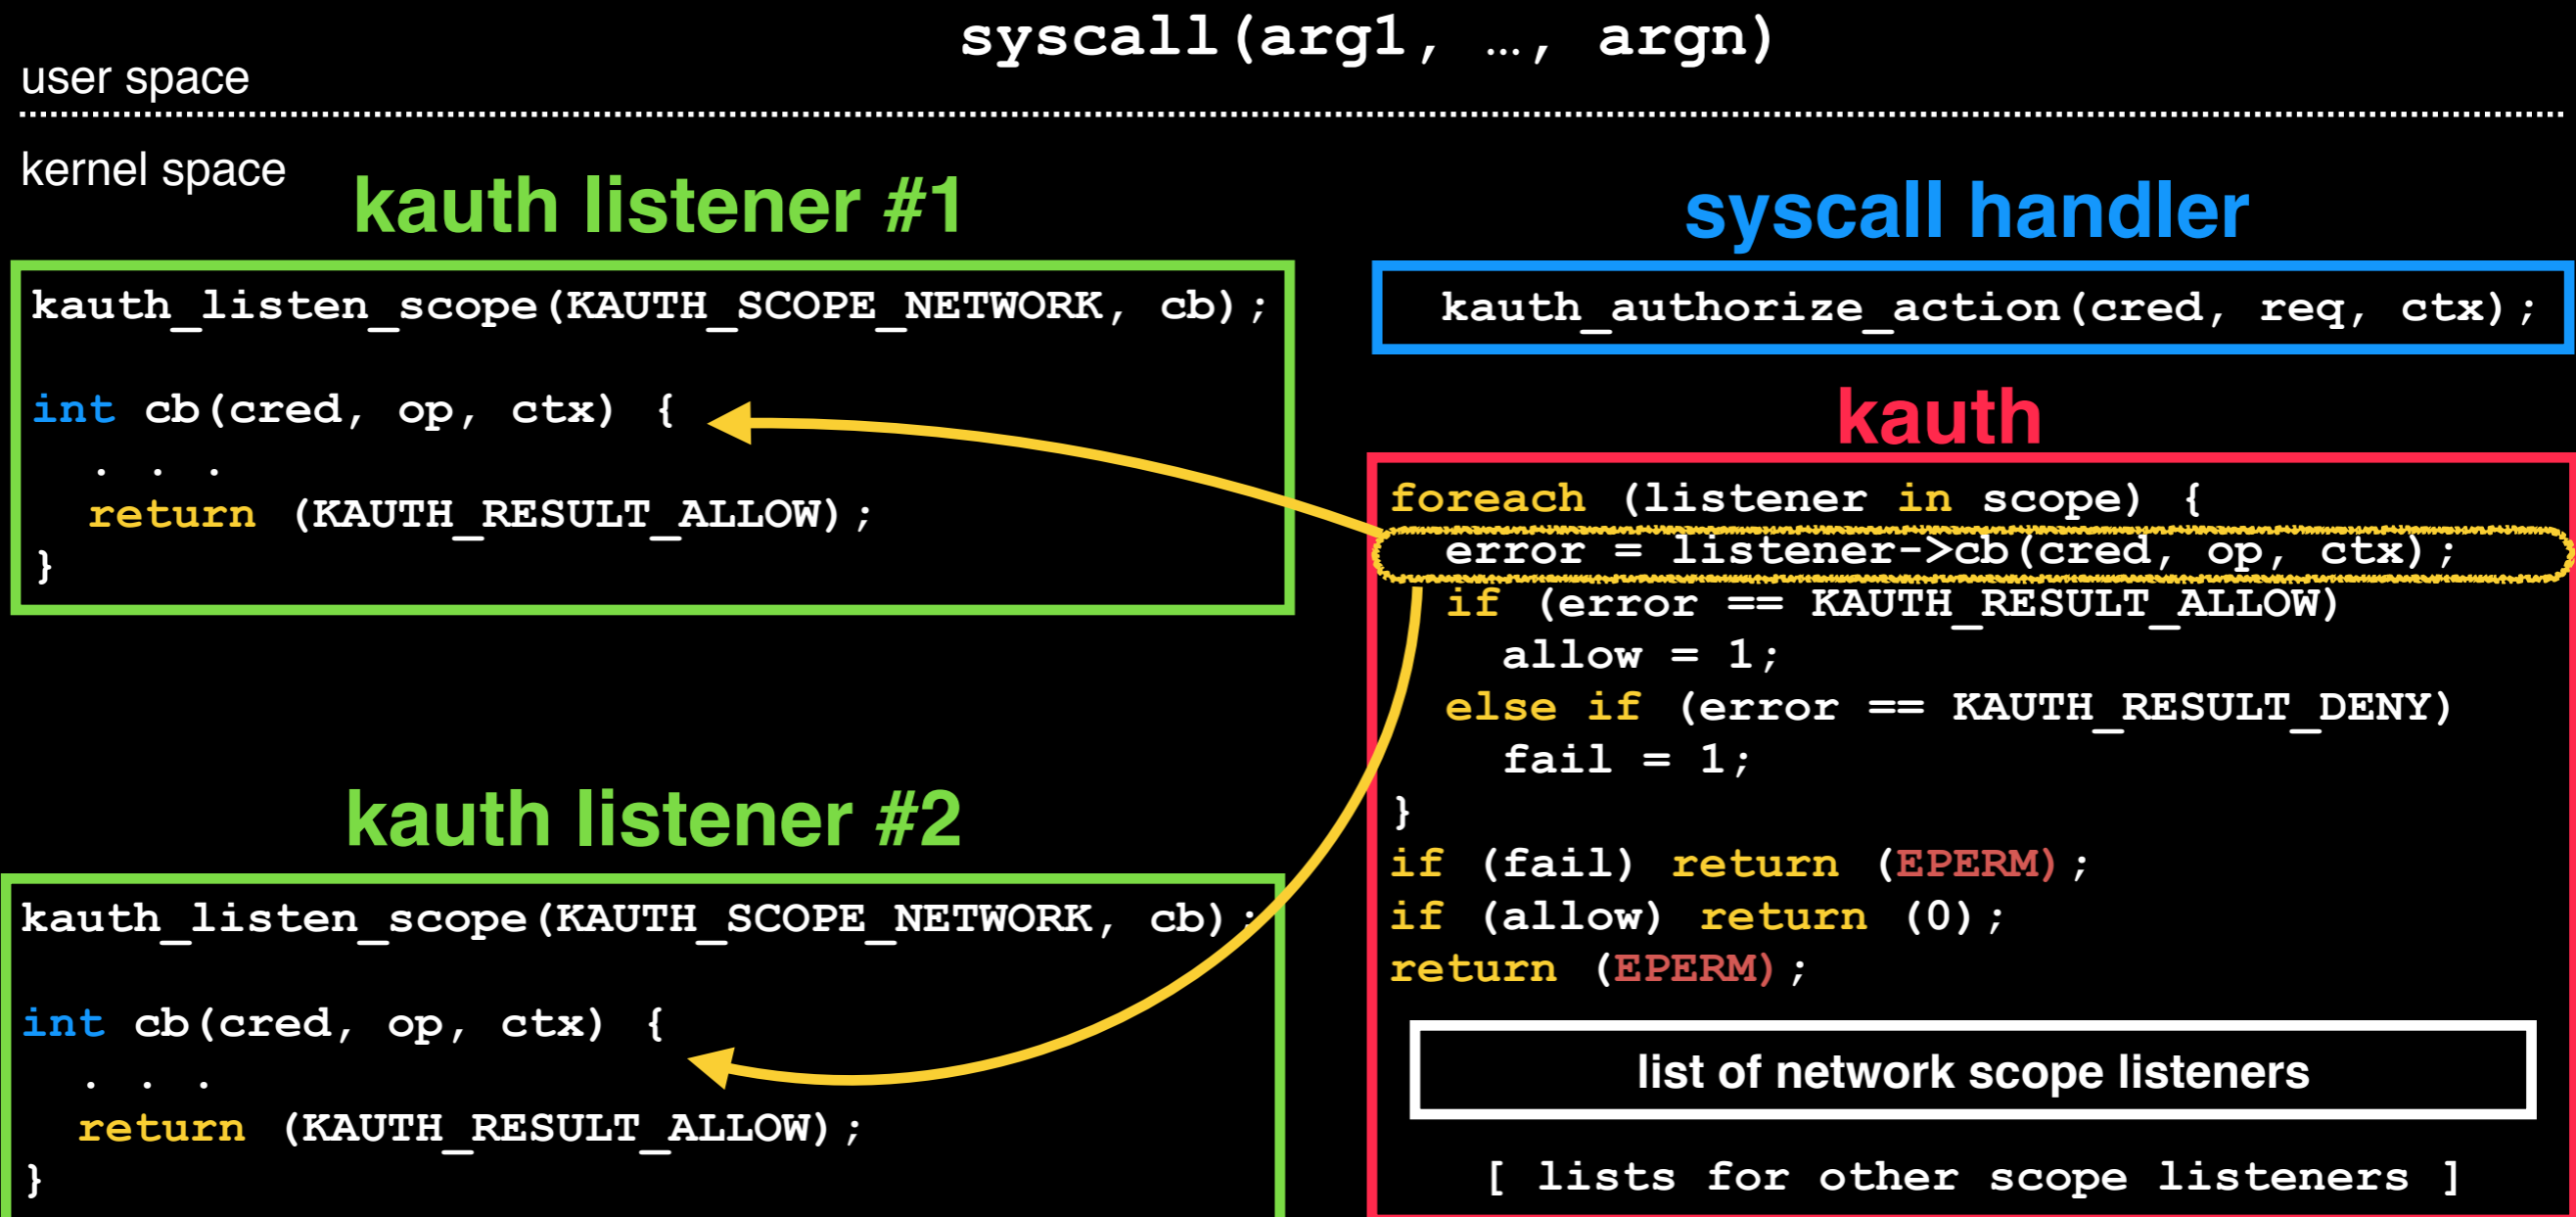 syscall(arg1, …, argn)
user space
kernel space
kauth listener #1
kauth_listen_scope(KAUTH_SCOPE_NETWORK, cb);
int cb(cred, op, ctx) {
. . .
return (KAUTH_RESULT_ALLOW);
}
kauth listener #2
kauth_listen_scope(KAUTH_SCOPE_NETWORK, cb);
int cb(cred, op, ctx) {
. . .
return (KAUTH_RESULT_ALLOW);
}
syscall handler
kauth_authorize_action(cred, req, ctx);
kauth
foreach (listener in scope) {
error = listener->cb(cred, op, ctx);
if (error == KAUTH_RESULT_ALLOW)
allow = 1;
else if (error == KAUTH_RESULT_DENY)
fail = 1;
}
if (fail) return (EPERM);
if (allow) return (0);
return (EPERM);
list of network scope listeners
[ lists for other scope listeners ]